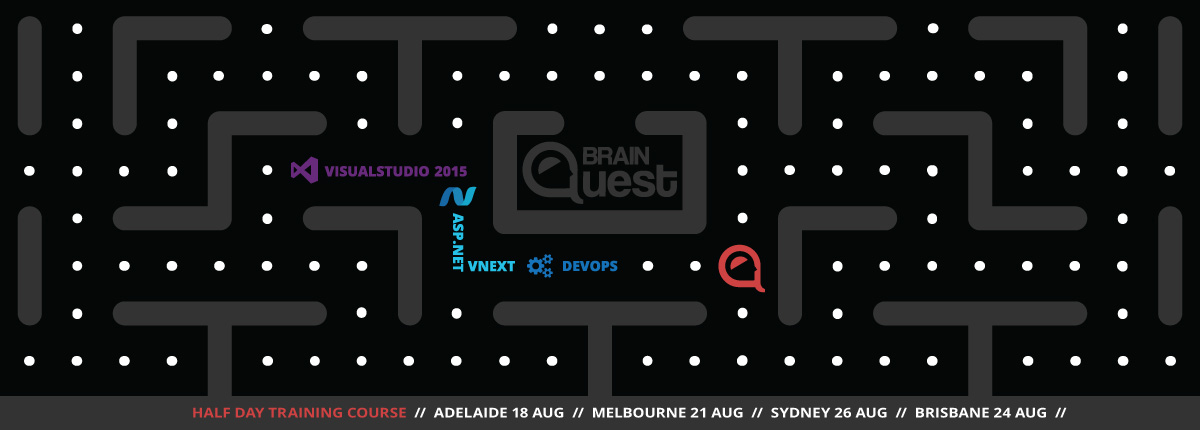 BRAIN
Quest
VISUALSTUDIO 2015
ASP.NET
VNEXT
DEVOPS
HALF DAY TRAINING COURSE // ADELAIDE 18 AUG // MELBOURNE 21 AUG // SYDNEY 26 AUG // BRISBANE 24 AUG //